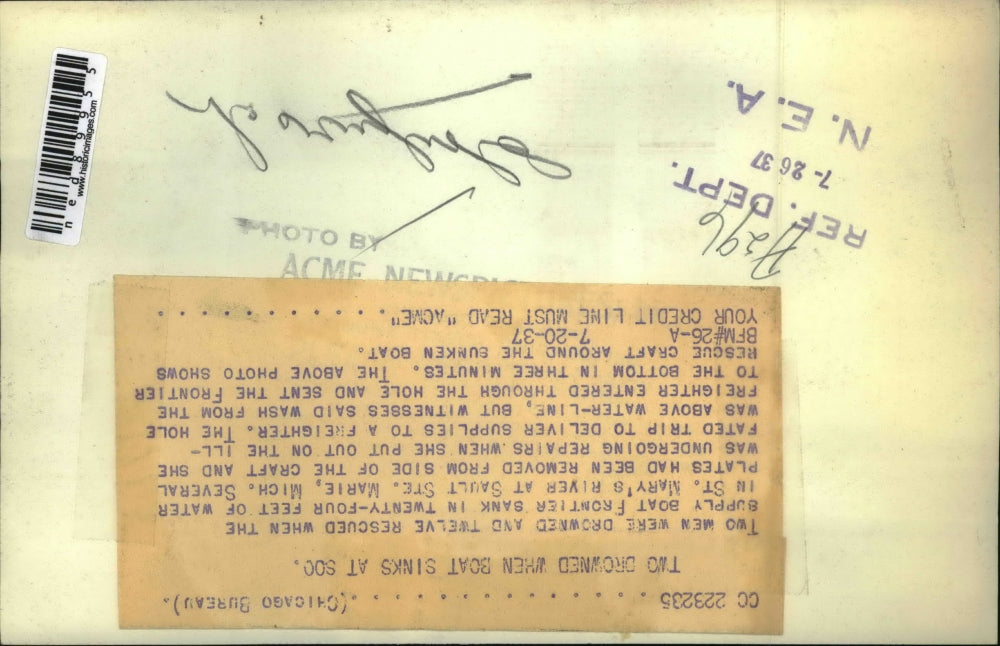 CC 223235 . . . . . . . . . . . . . . . . (CHICAGO BUREAU).
TWO DROWNED WHEN BOAT SINKS AT SOO.
TWO MEN WERE DROWNED AND TWELVE RESCUED WHEN THE
SUPPLY BOAT FRONTIER SANK IN TWENTY-FOUR FEET OF WATER
IN ST. MARY'S RIVER AT SAULT STE. MARIE, MICH. SEVERAL
PLATES HAD BEEN REMOVED FROM SIDE OF THE CRAFT AND SHE
WAS UNDERGOING REPAIRS WHEN SHE PUT OUT ON THE ILL-
FATED TRIP TO DELIVER SUPPLIES TO A FREIGHTER. THE HOLE
WAS ABOVE WATER-LINE, BUT WITNESSES SAID WASH FROM THE
FREIGHTER ENTERED THROUGH THE HOLE AND SENT THE FRONTIER
TO THE BOTTOM IN THREE MINUTES. THE ABOVE PHOTO SHOWS
RESCUE CRAFT AROUND THE SUNKEN BOAT.
BFM#26-A 7-20-37
YOUR CREDIT LINE MUST READ "ACME". . . . . . . . . . . .
PHOTO BY
ACME
REF. DEPT.
7-26 37
N. E. A.
www.historicimages.com
ned89955